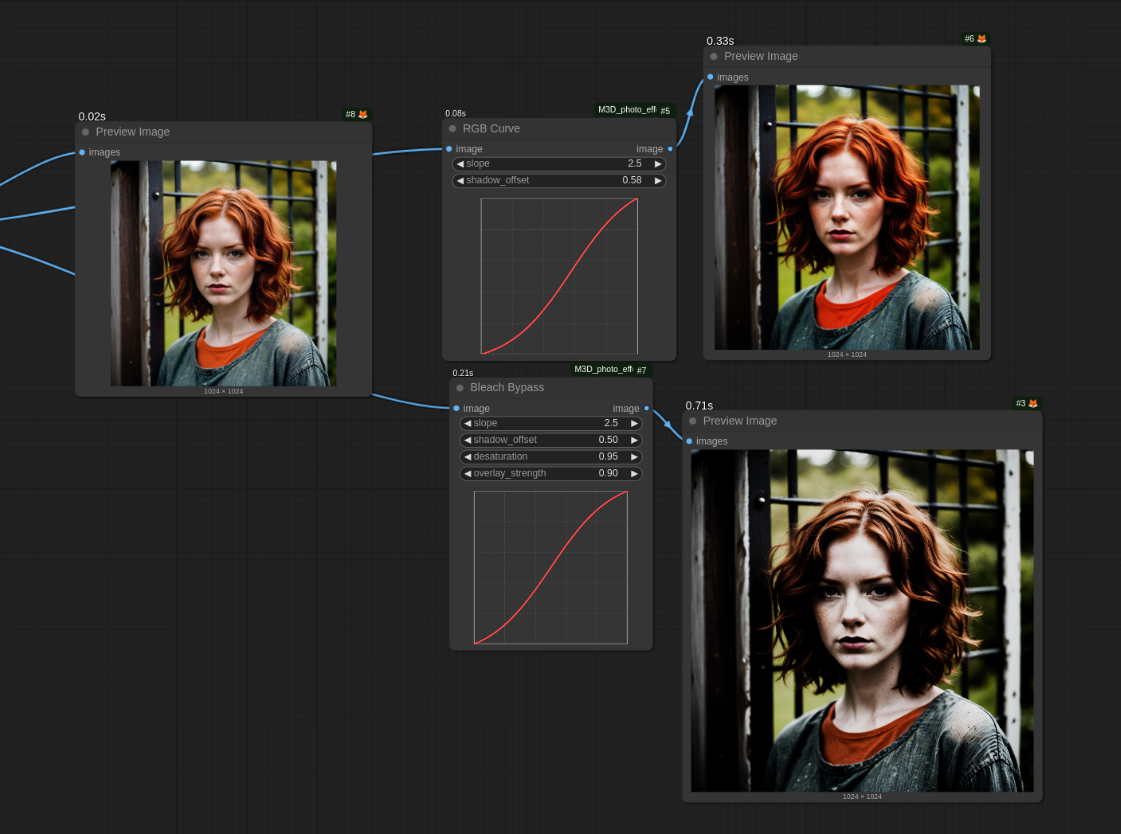 0.02s
#8
Preview Image
images
1024 × 1024
0.08s
M3D_photo_eff #5
RGB Curve
image image
slope 2.5
shadow_offset 0.58
0.33s
#6
Preview Image
images
1024 × 1024
0.21s
M3D_photo_eff #7
Bleach Bypass
image image
slope 2.5
shadow_offset 0.50
desaturation 0.95
overlay_strength 0.90
0.71s
#3
Preview Image
images
1024 × 1024